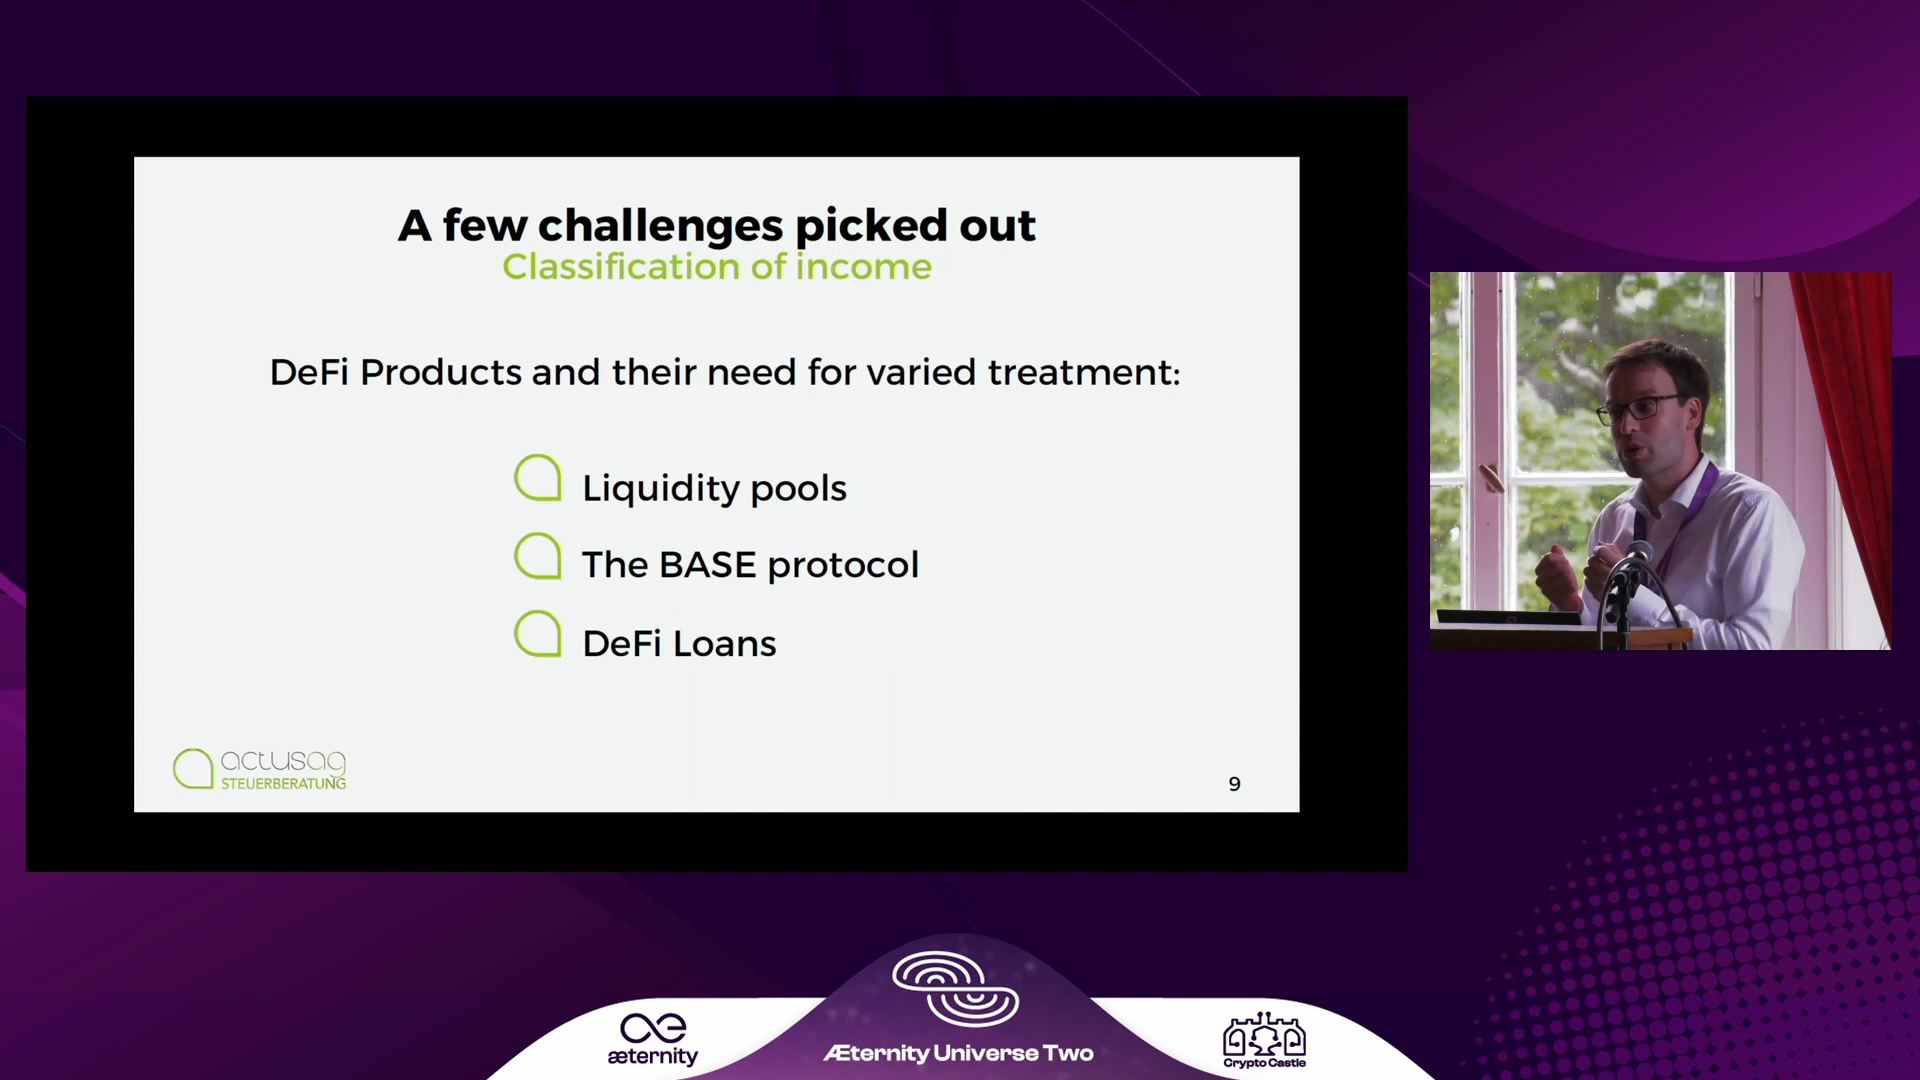 A few challenges picked out
Classification of income
DeFi Products and their need for varied treatment:
Liquidity pools
The BASE protocol
DeFi Loans
actusag
STEUERBERATUNG
9
æternity
Æternity Universe Two
Crypto Castle